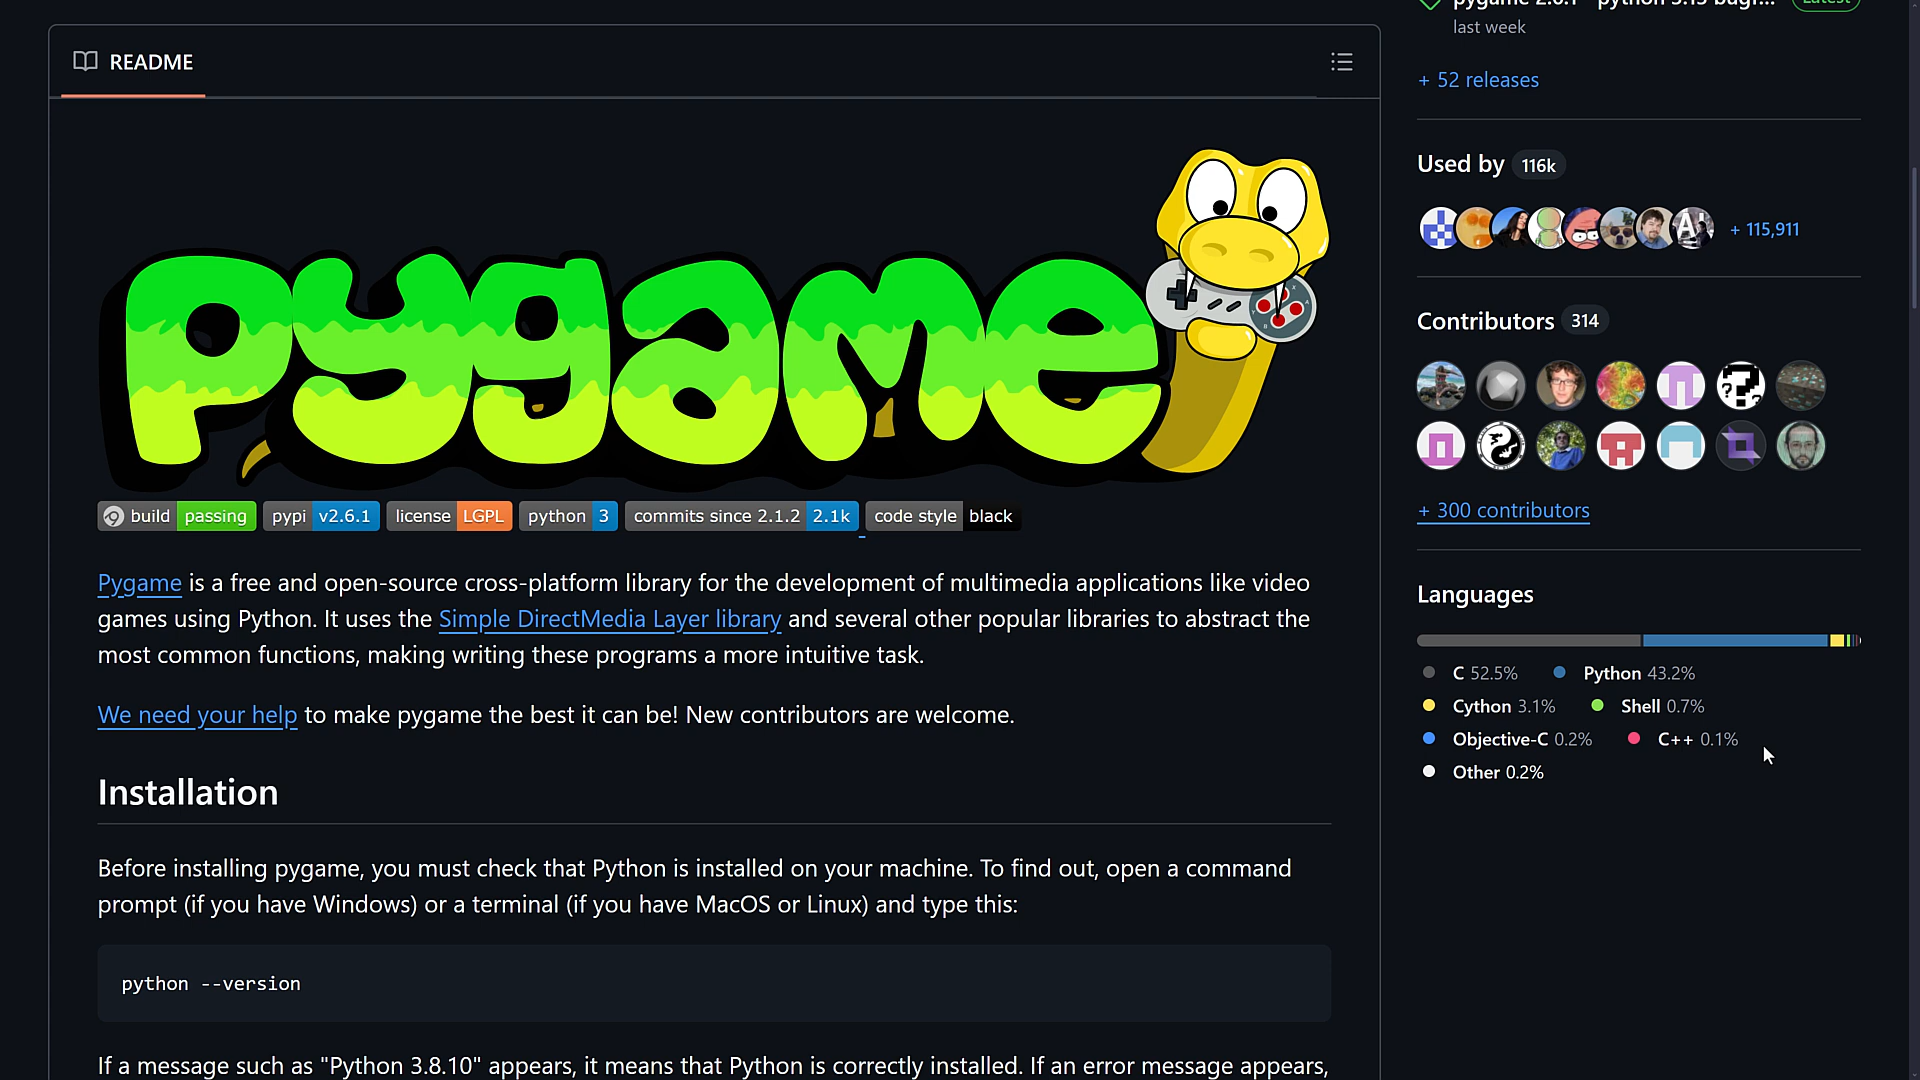 README
pygame
build passing
pypi v2.6.1
license LGPL
python 3
commits since 2.1.2 2.1k
code style black
Pygame is a free and open-source cross-platform library for the development of multimedia applications like video
games using Python. It uses the Simple DirectMedia Layer library and several other popular libraries to abstract the
most common functions, making writing these programs a more intuitive task.
We need your help to make pygame the best it can be! New contributors are welcome.
Installation
Before installing pygame, you must check that Python is installed on your machine. To find out, open a command
prompt (if you have Windows) or a terminal (if you have MacOS or Linux) and type this:
python --version
If a message such as "Python 3.8.10" appears, it means that Python is correctly installed. If an error message appears,
last week
+ 52 releases
Used by 116k
+ 115,911
Contributors 314
+ 300 contributors
Languages
C 52.5% Python 43.2%
Cython 3.1% Shell 0.7%
Objective-C 0.2% C++ 0.1%
Other 0.2%